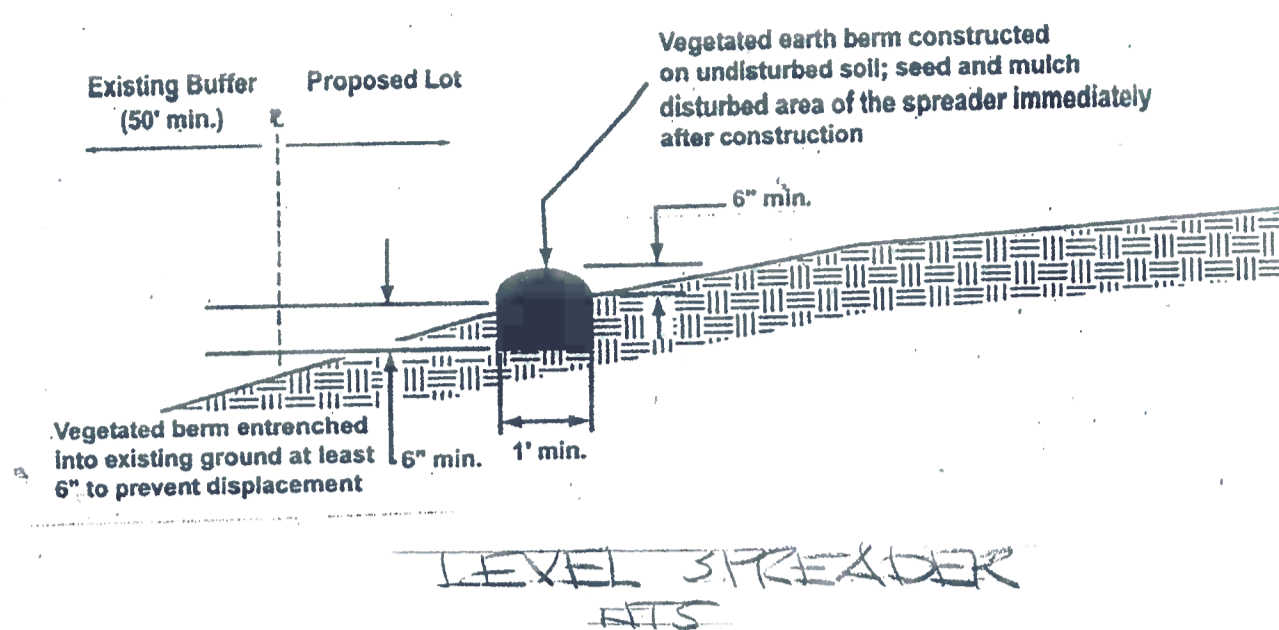 Vegetated earth berm constructed
on undisturbed soil; seed and mulch
disturbed area of the spreader immediately
after construction
Existing Buffer
(50' min.)
Proposed Lot
℄
6" min.
Vegetated berm entrenched
into existing ground at least
6" to prevent displacement
6" min.
1' min.
LEVEL SPREADER
NTS